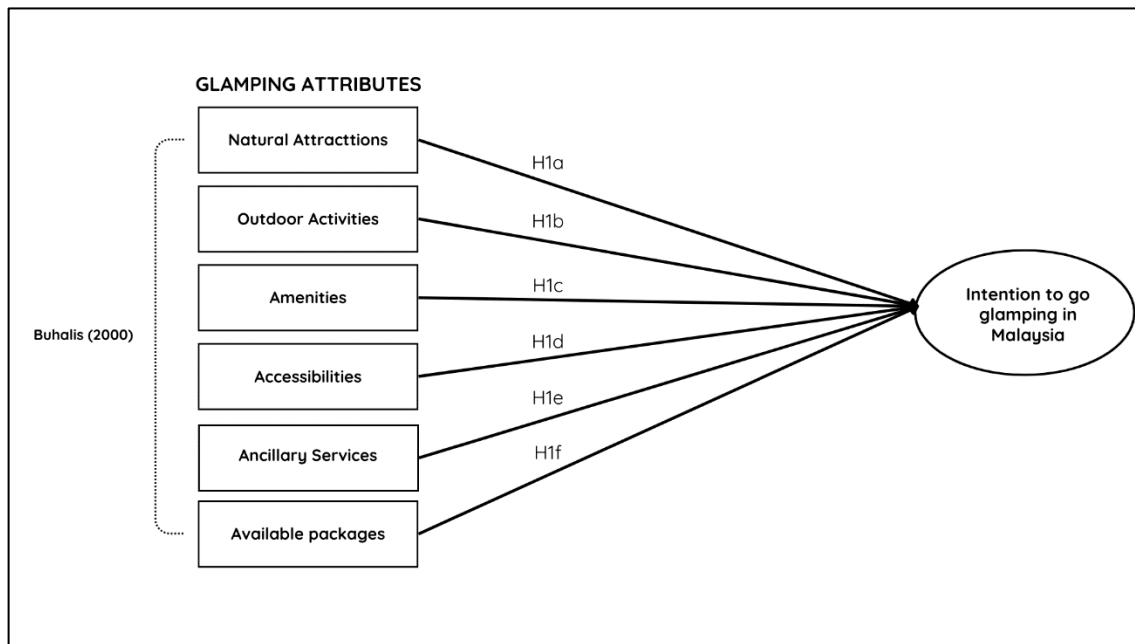 GLAMPING ATTRIBUTES
Natural Attracttions
H1a
Outdoor Activities
H1b
Amenities
H1c
Buhalis (2000)
Accessibilities
H1d
Ancillary Services
H1e
Available packages
H1f
Intention to go
glamping in
Malaysia